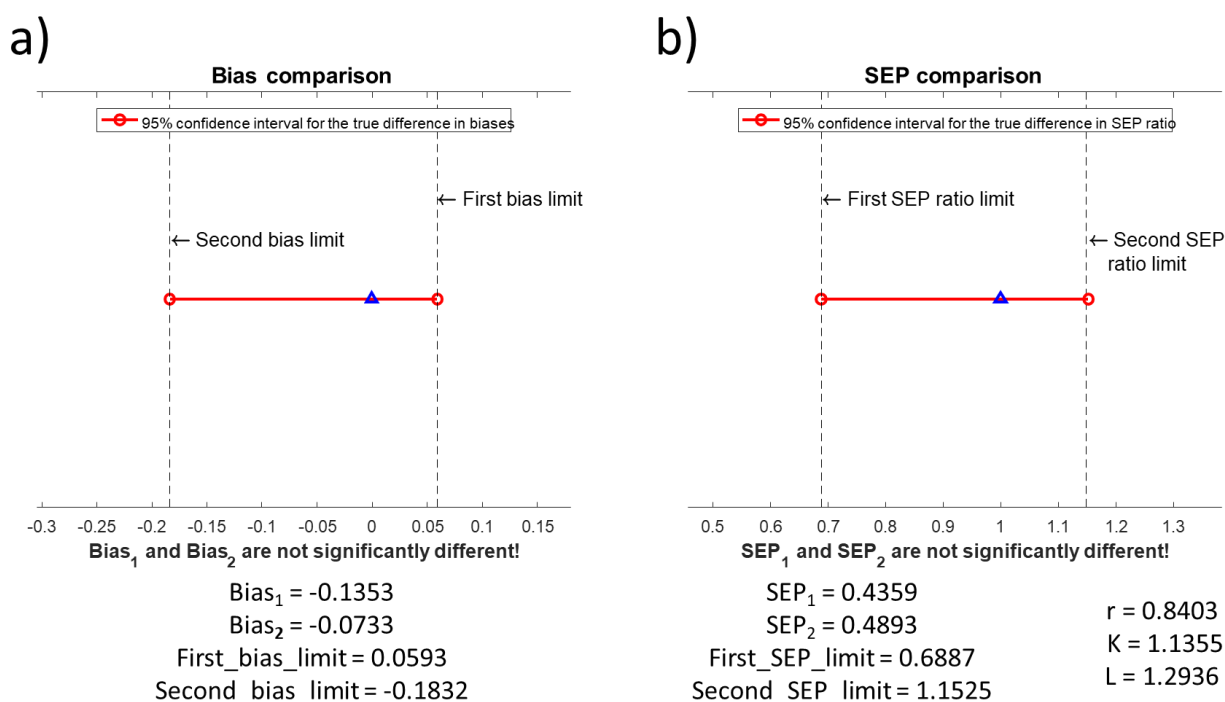 a)
Bias comparison
95% confidence interval for the true difference in biases
← First bias limit
← Second bias limit
-0.3 -0.25 -0.2 -0.15 -0.1 -0.05 0 0.05 0.1 0.15
Bias1 and Bias2 are not significantly different!
Bias1 = -0.1353
Bias2 = -0.0733
First_bias_limit = 0.0593
Second bias limit = -0.1832
b)
SEP comparison
95% confidence interval for the true difference in SEP ratio
← First SEP ratio limit
← Second SEP
ratio limit
0.5 0.6 0.7 0.8 0.9 1 1.1 1.2 1.3
SEP1 and SEP2 are not significantly different!
SEP1 = 0.4359
SEP2 = 0.4893
First_SEP_limit = 0.6887
Second SEP limit = 1.1525
r = 0.8403
K = 1.1355
L = 1.2936